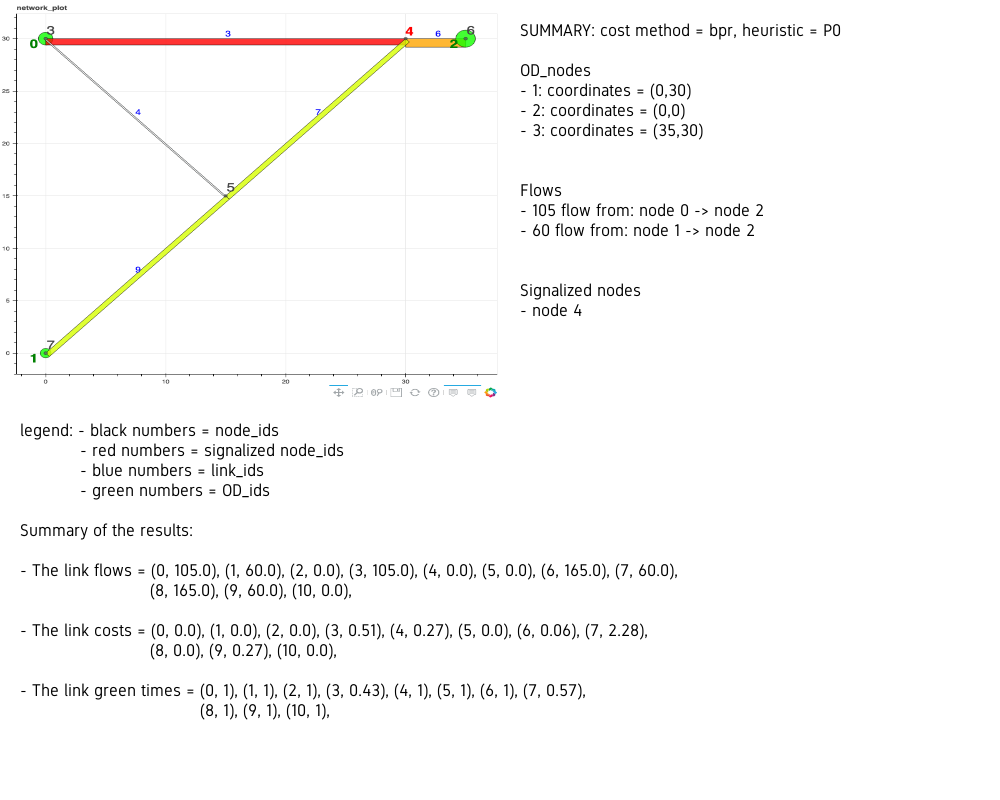 network_plot
SUMMARY: cost method = bpr, heuristic = P0
OD_nodes
- 1: coordinates = (0,30)
- 2: coordinates = (0,0)
- 3: coordinates = (35,30)
Flows
- 105 flow from: node 0 -> node 2
- 60 flow from: node 1 -> node 2
Signalized nodes
- node 4
3
0
3
4
6
2
6
4
7
5
9
7
1
30
25
20
15
10
5
0
0
10
20
30
legend: - black numbers = node_ids
- red numbers = signalized node_ids
- blue numbers = link_ids
- green numbers = OD_ids
Summary of the results:
- The link flows = (0, 105.0), (1, 60.0), (2, 0.0), (3, 105.0), (4, 0.0), (5, 0.0), (6, 165.0), (7, 60.0),
(8, 165.0), (9, 60.0), (10, 0.0),
- The link costs = (0, 0.0), (1, 0.0), (2, 0.0), (3, 0.51), (4, 0.27), (5, 0.0), (6, 0.06), (7, 2.28),
(8, 0.0), (9, 0.27), (10, 0.0),
- The link green times = (0, 1), (1, 1), (2, 1), (3, 0.43), (4, 1), (5, 1), (6, 1), (7, 0.57),
(8, 1), (9, 1), (10, 1),